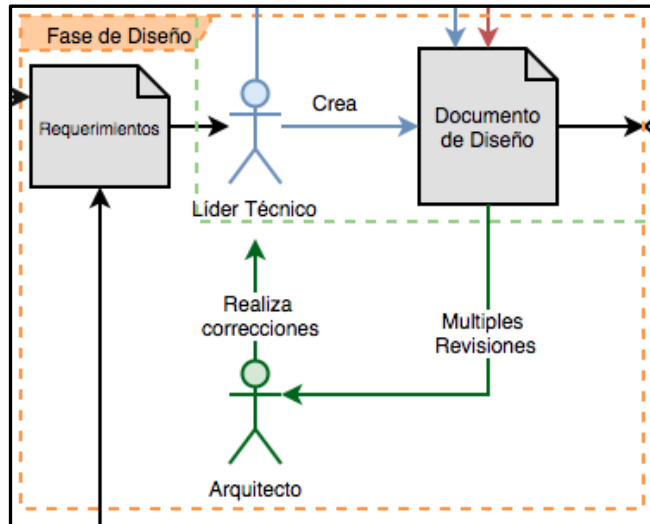 Fase de Diseño
Requerimientos
Crea
Documento
de Diseño
Líder Técnico
Realiza
correcciones
Multiples
Revisiones
Arquitecto